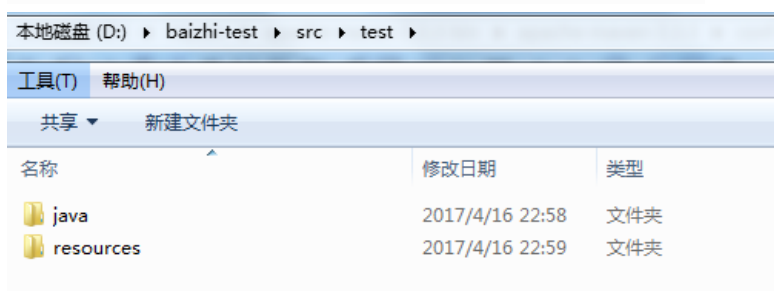 本地磁盘 (D:) ▸ baizhi-test ▸ src ▸ test ▸
工具(T) 帮助(H)
共享 ▼ 新建文件夹
名称 修改日期 类型
java 2017/4/16 22:58 文件夹
resources 2017/4/16 22:59 文件夹